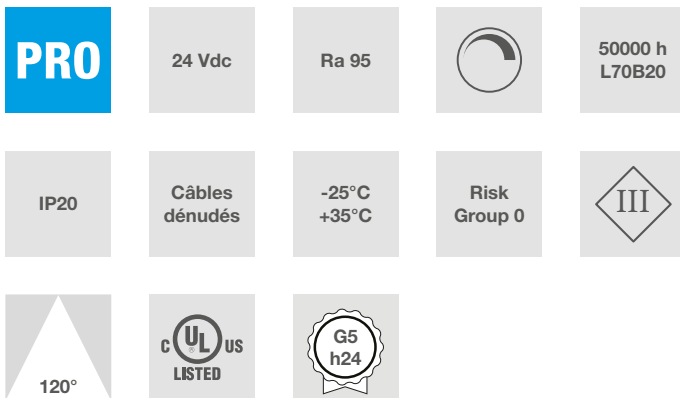 PRO
24 Vdc
Ra 95
50000 h
L70B20
IP20
Câbles
dénudés
-25°C
+35°C
Risk
Group 0
III
120°
C UL US
®
LISTED
G5
h24